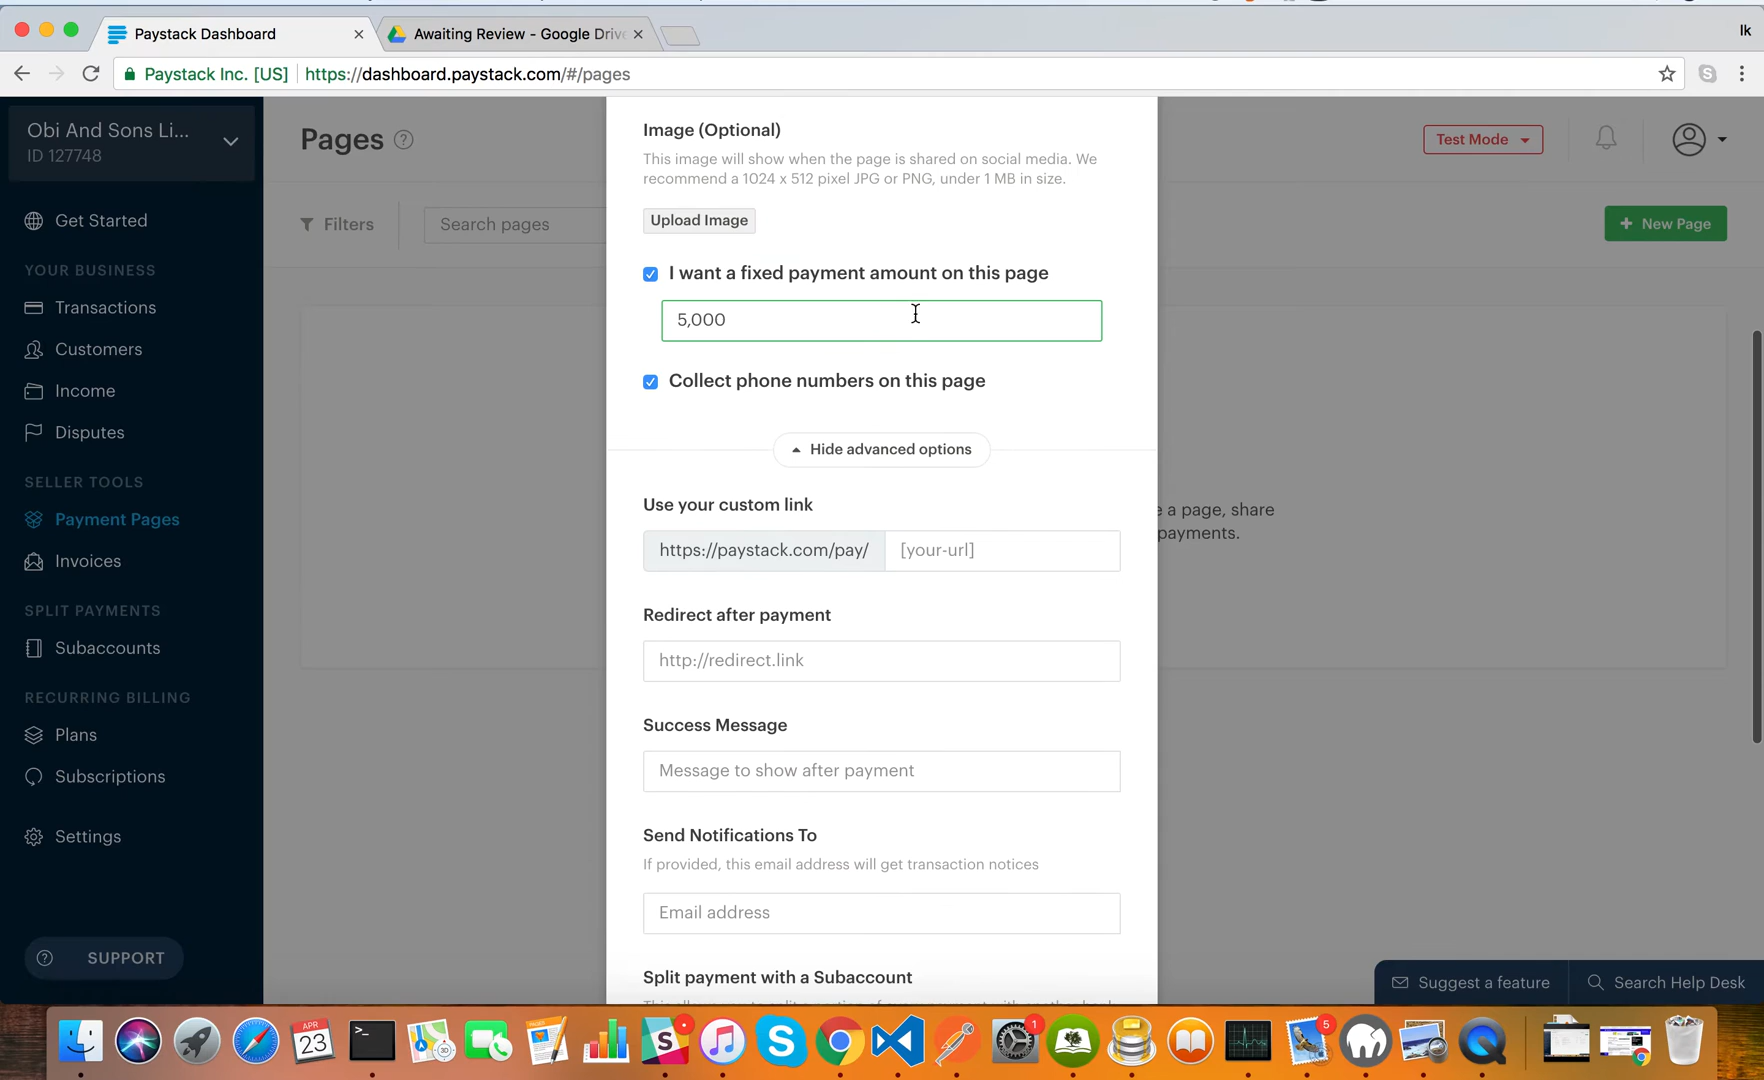 Paystack Dashboard
Awaiting Review - Google Drive
Ik
Paystack Inc. [US]
https://dashboard.paystack.com/#/pages
Obi And Sons Li...
ID 127748
Get Started
YOUR BUSINESS
Transactions
Customers
Income
Disputes
SELLER TOOLS
Payment Pages
Invoices
SPLIT PAYMENTS
Subaccounts
RECURRING BILLING
Plans
Subscriptions
Settings
SUPPORT
Pages
Filters
Search pages
Test Mode
+ New Page
e a page, share
payments.
Image (Optional)
This image will show when the page is shared on social media. We
recommend a 1024 x 512 pixel JPG or PNG, under 1 MB in size.
Upload Image
I want a fixed payment amount on this page
5,000
Collect phone numbers on this page
Hide advanced options
Use your custom link
https://paystack.com/pay/
[your-url]
Redirect after payment
http://redirect.link
Success Message
Message to show after payment
Send Notifications To
If provided, this email address will get transaction notices
Email address
Split payment with a Subaccount
Suggest a feature
Search Help Desk
APR
23
3D
1
5